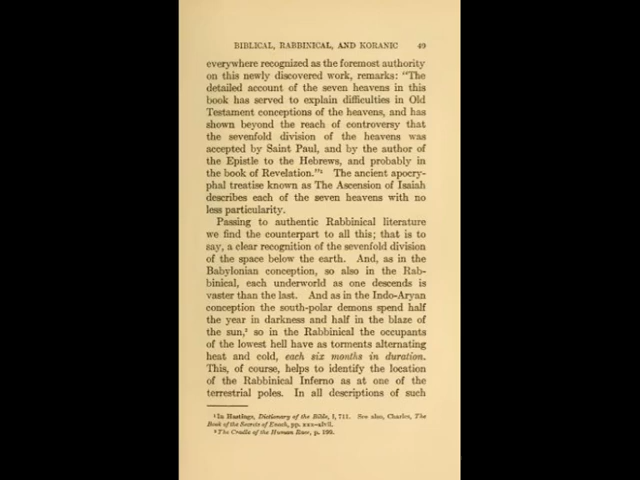 BIBLICAL, RABBINICAL, AND KORANIC 49
everywhere recognized as the foremost authority
on this newly discovered work, remarks: "The
detailed account of the seven heavens in this
book has served to explain difficulties in Old
Testament conceptions of the heavens, and has
shown beyond the reach of controversy that
the sevenfold division of the heavens was
accepted by Saint Paul, and by the author of
the Epistle to the Hebrews, and probably in
the book of Revelation."¹ The ancient apocry-
phal treatise known as The Ascension of Isaiah
describes each of the seven heavens with no
less particularity.
Passing to authentic Rabbinical literature
we find the counterpart to all this; that is to
say, a clear recognition of the sevenfold division
of the space below the earth. And, as in the
Babylonian conception, so also in the Rab-
binical, each underworld as one descends is
vaster than the last. And as in the Indo-Aryan
conception the south-polar demons spend half
the year in darkness and half in the blaze of
the sun,² so in the Rabbinical the occupants
of the lowest hell have as torments alternating
heat and cold, each six months in duration.
This, of course, helps to identify the location
of the Rabbinical Inferno as at one of the
terrestrial poles. In all descriptions of such
¹In Hastings, Dictionary of the Bible, I, 711. See also, Charles, The
Book of the Secrets of Enoch, pp. xxx-xlvii.
²The Cradle of the Human Race, p. 199.